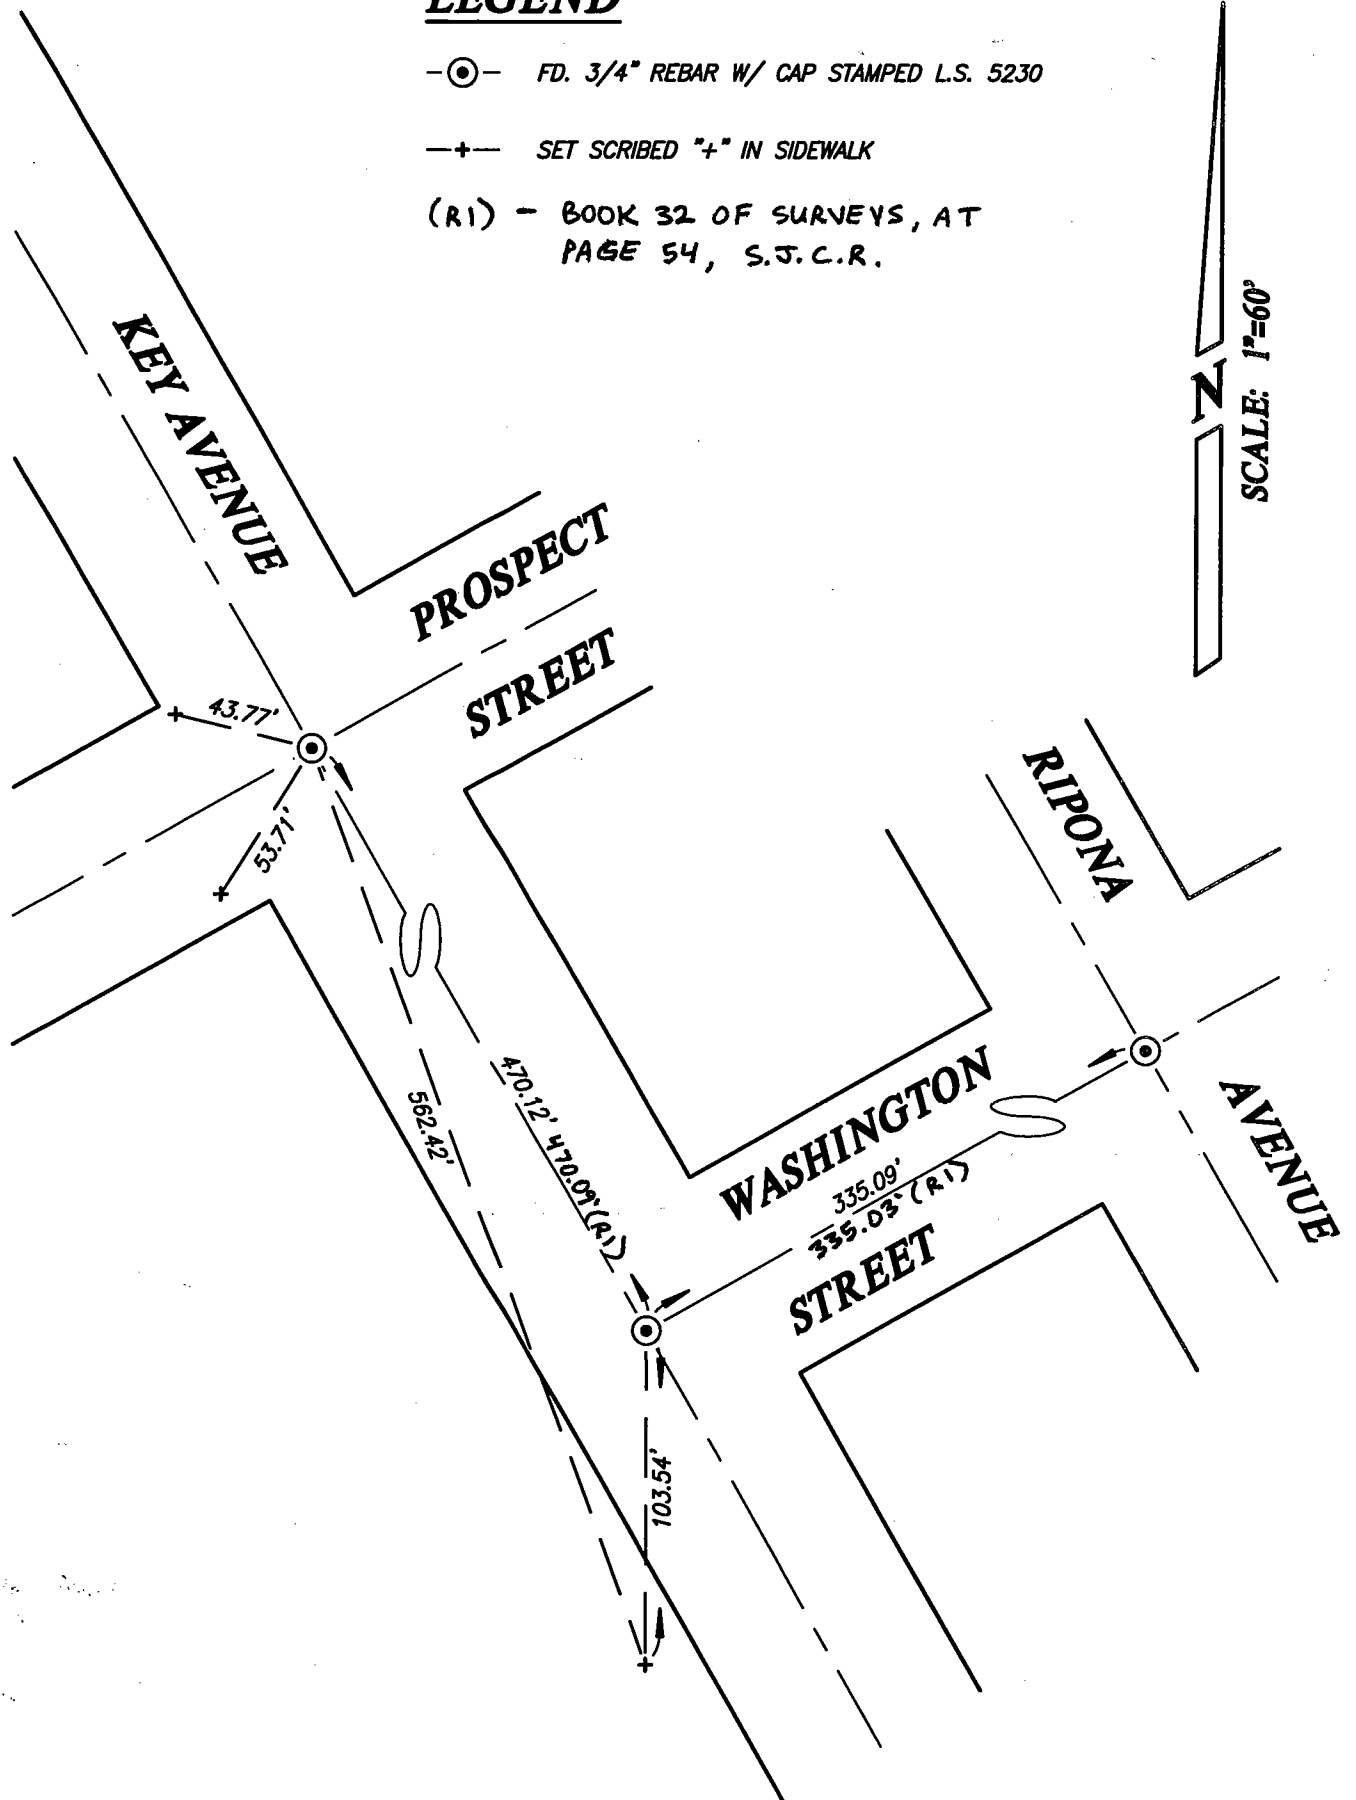 LEGEND
FD. 3/4" REBAR W/ CAP STAMPED L.S. 5230
SET SCRIBED "+" IN SIDEWALK
(R1) - BOOK 32 OF SURVEYS, AT
PAGE 54, S.J.C.R.
N
SCALE: 1"=60'
KEY AVENUE
PROSPECT
STREET
43.77'
53.71'
RIPONA
AVENUE
470.12' 470.09'(R1)
562.42'
WASHINGTON
335.09'
335.03'(R1)
STREET
103.54'